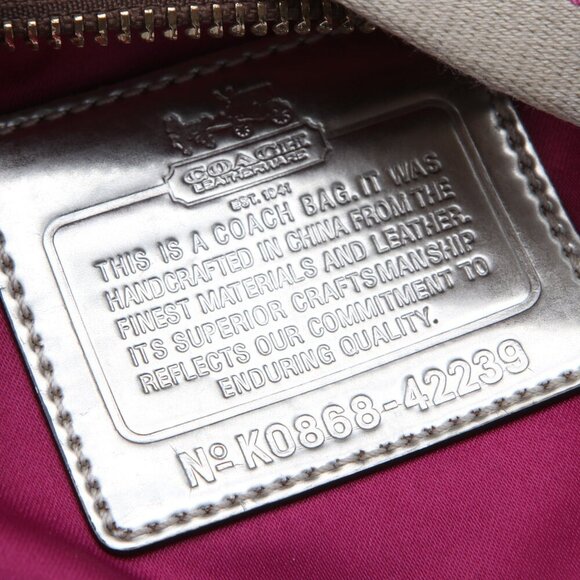 COACH
LEATHERWARE
EST. 1941
THIS IS A COACH BAG. IT WAS
HANDCRAFTED IN CHINA FROM THE
FINEST MATERIALS AND LEATHER.
ITS SUPERIOR CRAFTSMANSHIP
REFLECTS OUR COMMITMENT TO
ENDURING QUALITY.
Nº K0868-42239